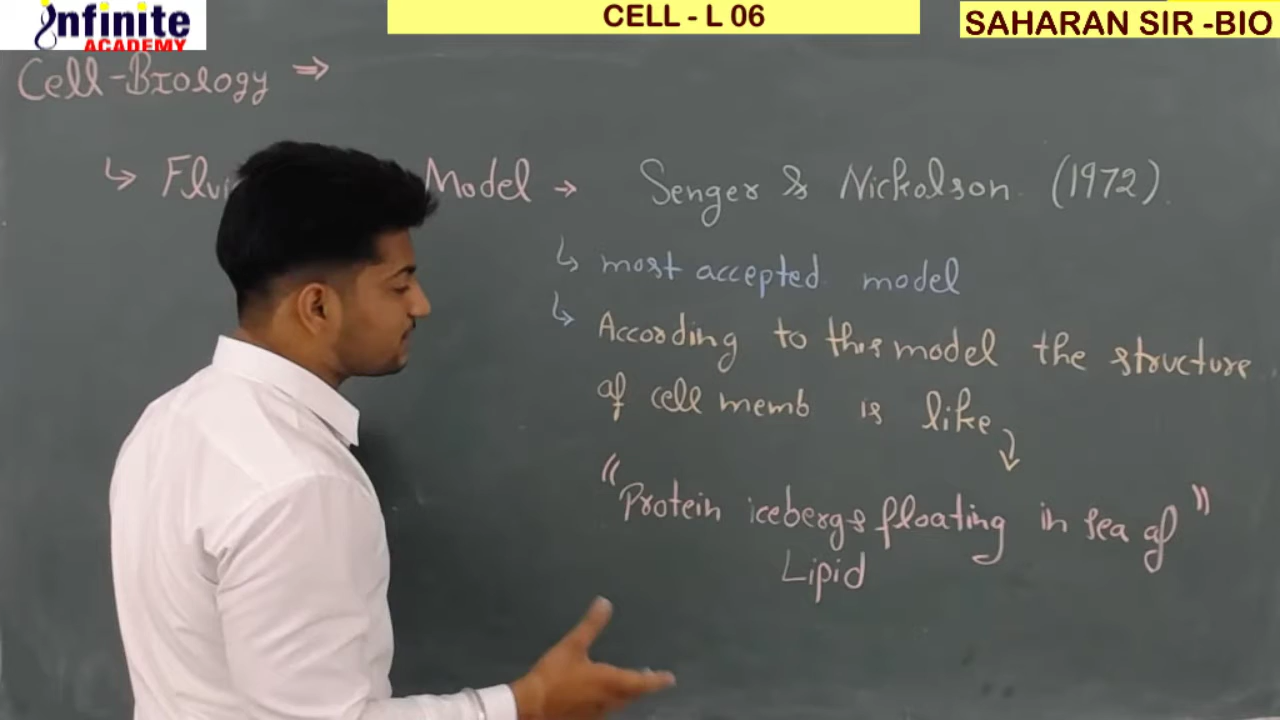 infinite
ACADEMY
CELL - L 06
SAHARAN SIR -BIO
Cell-Biology ⇒
↳ Model → Senger & Nickolson. (1972).
↳ most accepted. model
↳ According to this model the structure
of cell memb is like
"Protein icebergs floating in sea of"
Lipid